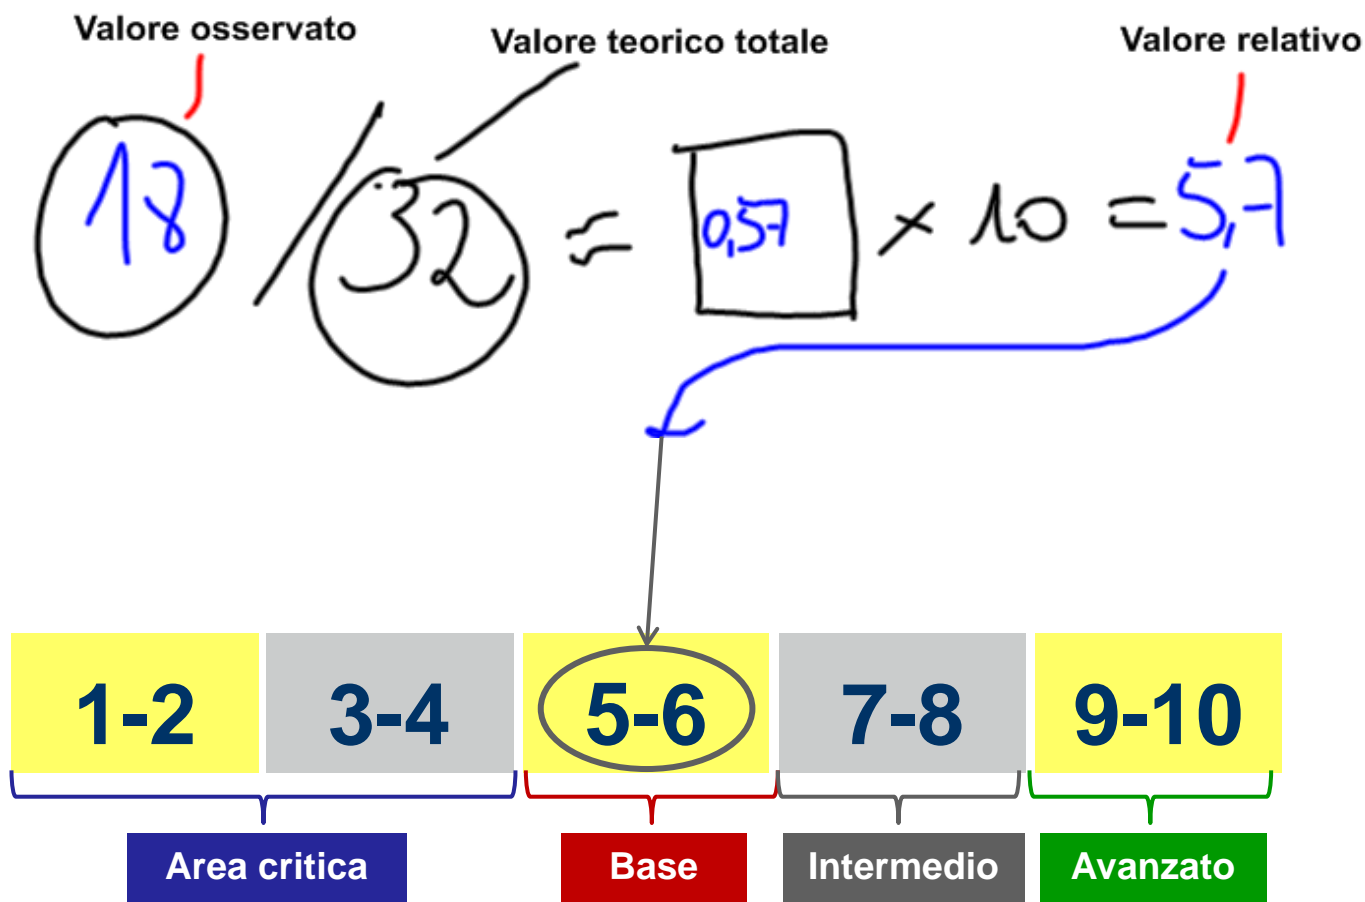 Valore osservato
Valore teorico totale
Valore relativo
18 / 32 = 0,57 × 10 = 5,7
1-2 3-4 5-6 7-8 9-10
Area critica Base Intermedio Avanzato